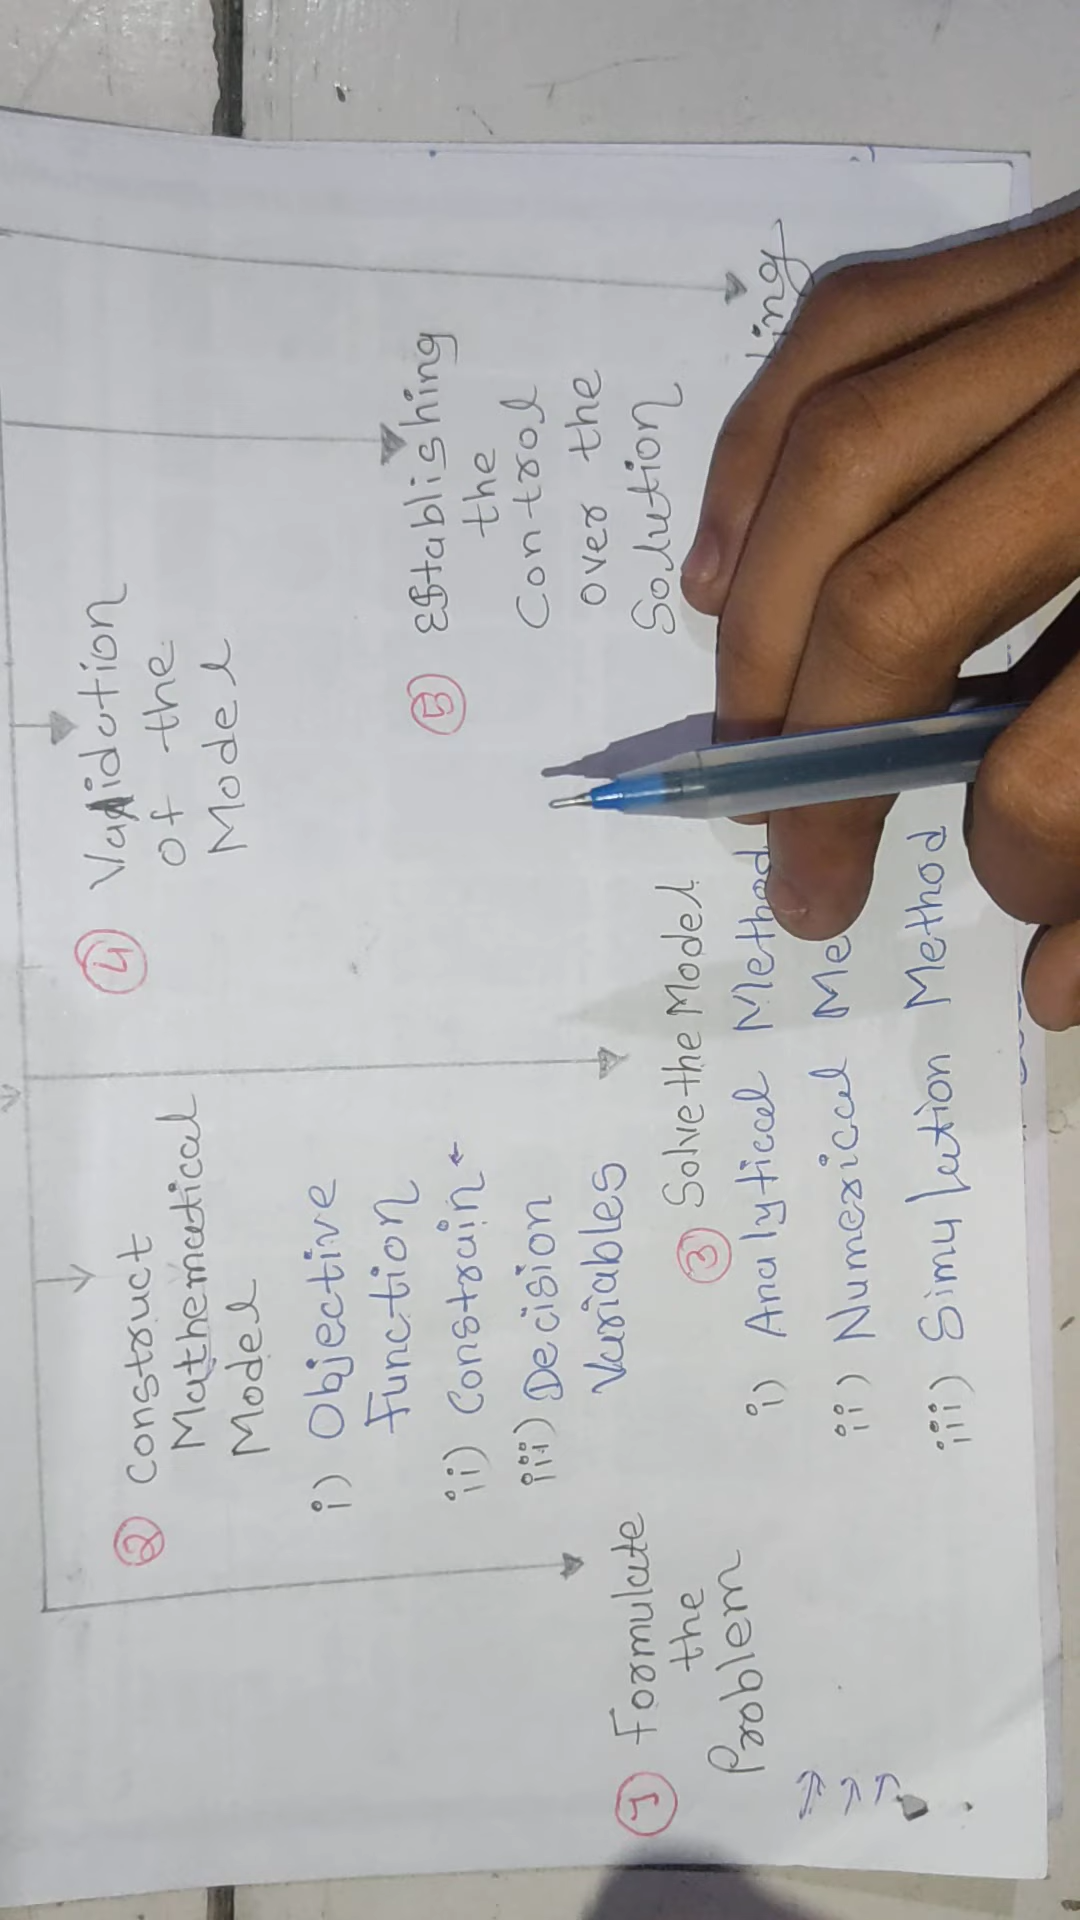 ① Formulate
the
Problem
② Construct
Mathematical
Model
i) Objective
Function
ii) Constrain
iii) Decision
Variables
③ Solve the Model
i) Analytical Method
ii) Numerical Me
iii) Simulation Method
④ Validation
of the
Model
⑤ Establishing
the
Control
over the
Solution
ing